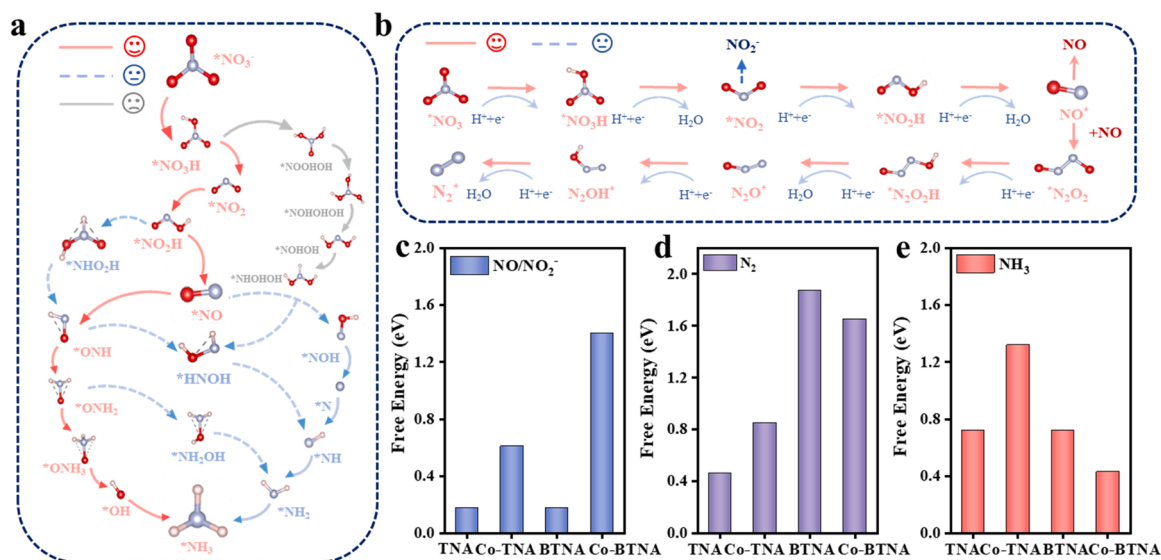 a
*NO₃⁻
*NO₃H
*NOOHOH
*NO₂
*NOHOHOH
*NO₂H
*NHO₂H
*NOHOH
*NHOHOH
*NO
*ONH
*NOH
*HNOH
*ONH₂
*N
*NH₂OH
*NH
*ONH₃
*OH
*NH₂
*NH₃
b
NO₂⁻
NO
*NO₃
H⁺+e⁻
*NO₃H
H⁺+e⁻
H₂O
*NO₂
H⁺+e⁻
*NO₂H
H⁺+e⁻
H₂O
NO*
+NO
N₂*
H₂O
H⁺+e⁻
N₂OH*
H⁺+e⁻
N₂O*
H₂O
H⁺+e⁻
*N₂O₂H
H⁺+e⁻
*N₂O₂
c
NO/NO₂⁻
Free Energy (eV)
2.0
1.6
1.2
0.8
0.4
0.0
TNA Co-TNA BTNA Co-BTNA
d
N₂
Free Energy (eV)
2.0
1.6
1.2
0.8
0.4
0.0
TNA Co-TNA BTNA Co-BTNA
e
NH₃
Free Energy (eV)
2.0
1.6
1.2
0.8
0.4
0.0
TNA Co-TNA BTNA Co-BTNA